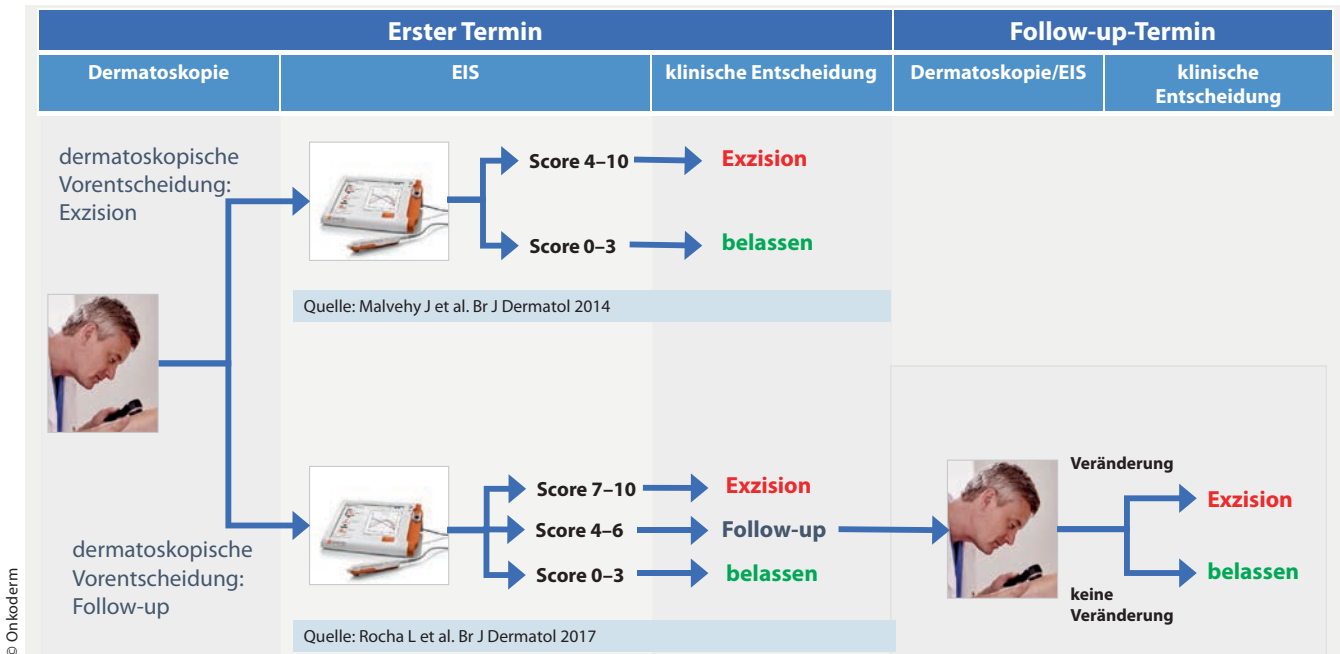 Erster Termin
Follow-up-Termin
Dermatoskopie
EIS
klinische Entscheidung
Dermatoskopie/EIS
klinische
Entscheidung
dermatoskopische
Vorentscheidung:
Exzision
Score 4–10
Exzision
Score 0–3
belassen
Quelle: Malvehy J et al. Br J Dermatol 2014
dermatoskopische
Vorentscheidung:
Follow-up
Score 7–10
Exzision
Score 4–6
Follow-up
Score 0–3
belassen
Quelle: Rocha L et al. Br J Dermatol 2017
Veränderung
Exzision
keine
Veränderung
belassen
© Onkoderm